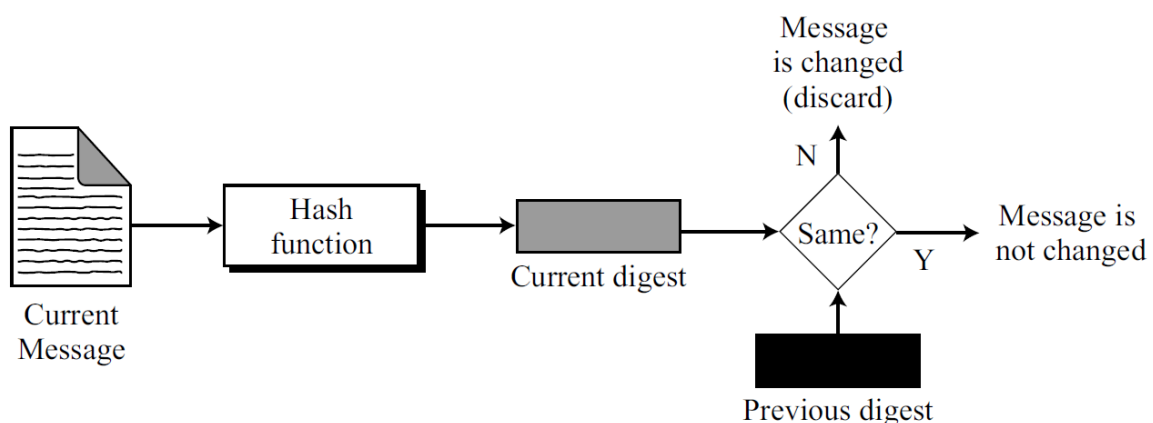 Message
is changed
(discard)
N
Hash
function
Same?
Message is
not changed
Y
Current digest
Current
Message
Previous digest